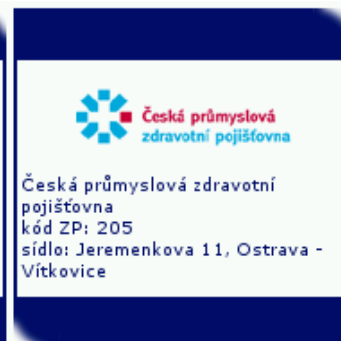 Česká průmyslová
zdravotní pojišťovna
Česká průmyslová zdravotní
pojišťovna
kód ZP: 205
sídlo: Jeremenkova 11, Ostrava -
Vítkovice